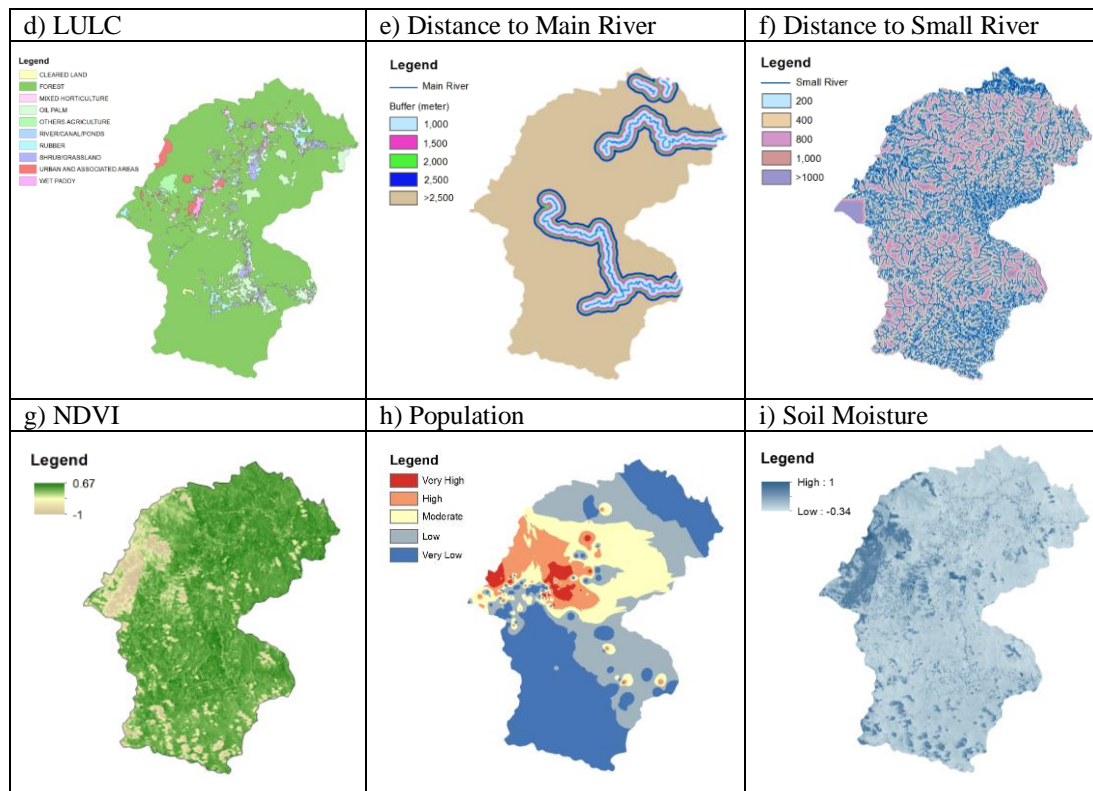 d) LULC
Legend
CLEARED LAND
FOREST
MIXED HORTICULTURE
OIL PALM
OTHERS AGRICULTURE
RIVER/CANAL/PONDS
RUBBER
SHRUB/GRASSLAND
URBAN AND ASSOCIATED AREAS
WET PADDY
e) Distance to Main River
Legend
Main River
Buffer (meter)
1,000
1,500
2,000
2,500
>2,500
f) Distance to Small River
Legend
Small River
200
400
800
1,000
>1000
g) NDVI
Legend
0.67
-1
h) Population
Legend
Very High
High
Moderate
Low
Very Low
i) Soil Moisture
Legend
High : 1
Low : -0.34